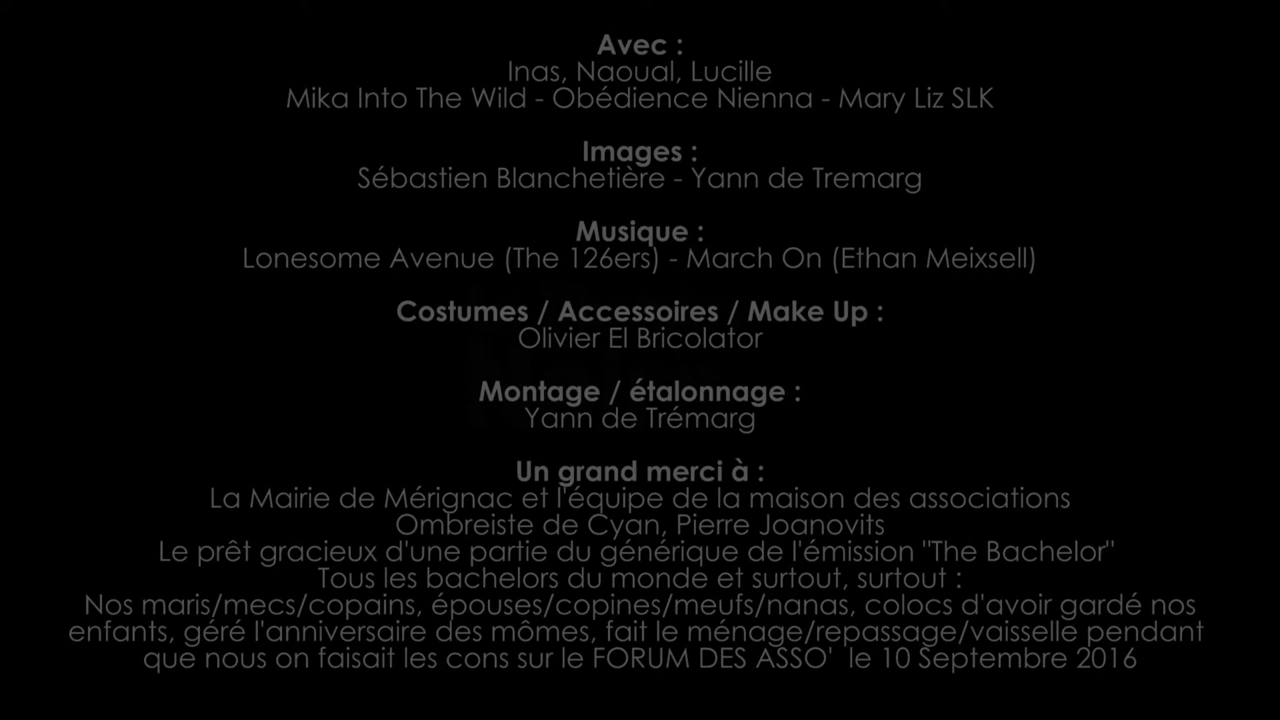 Avec :
Inas, Naoual, Lucille
Mika Into The Wild - Obédience Nienna - Mary Liz SLK
Images :
Sébastien Blanchetière - Yann de Tremarg
Musique :
Lonesome Avenue (The 126ers) - March On (Ethan Meixsell)
Costumes / Accessoires / Make Up :
Olivier El Bricolator
Montage / étalonnage :
Yann de Trémarg
Un grand merci à :
La Mairie de Mérignac et l'équipe de la maison des associations
Ombreiste de Cyan, Pierre Joanovits
Le prêt gracieux d'une partie du générique de l'émission "The Bachelor"
Tous les bachelors du monde et surtout, surtout :
Nos maris/mecs/copains, épouses/copines/meufs/nanas, colocs d'avoir gardé nos
enfants, géré l'anniversaire des mômes, fait le ménage/repassage/vaisselle pendant
que nous on faisait les cons sur le FORUM DES ASSO' le 10 Septembre 2016